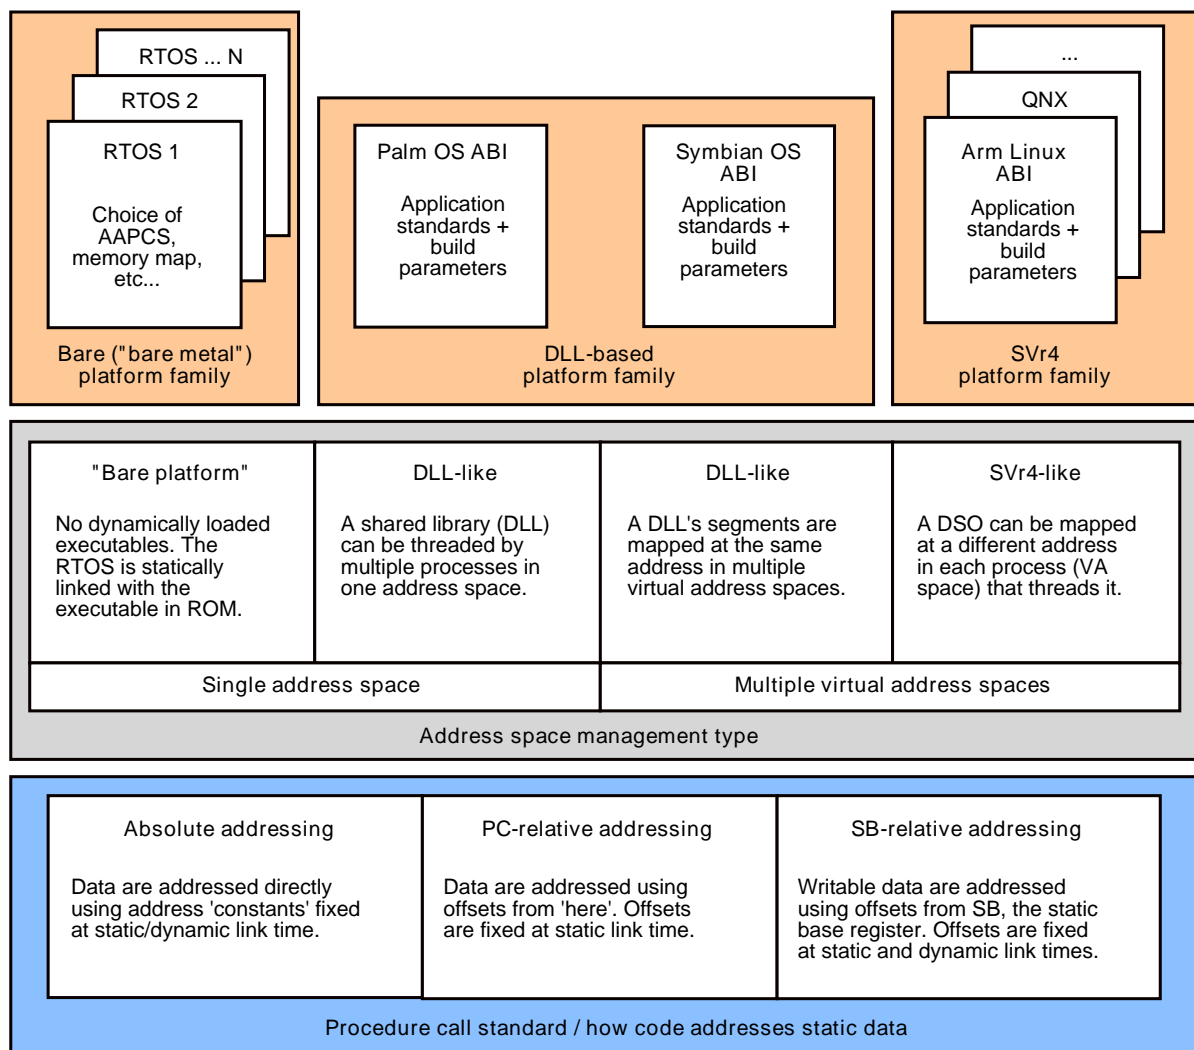 RTOS ... N
RTOS 2
RTOS 1
Choice of
AAPCS,
memory map,
etc...
Bare ("bare metal")
platform family
Palm OS ABI
Application
standards +
build
parameters
Symbian OS
ABI
Application
standards +
build
parameters
DLL-based
platform family
...
QNX
Arm Linux
ABI
Application
standards +
build
parameters
SVr4
platform family
"Bare platform"
No dynamically loaded
executables. The
RTOS is statically
linked with the
executable in ROM.
DLL-like
A shared library (DLL)
can be threaded by
multiple processes in
one address space.
DLL-like
A DLL's segments are
mapped at the same
address in multiple
virtual address spaces.
SVr4-like
A DSO can be mapped
at a different address
in each process (VA
space) that threads it.
Single address space
Multiple virtual address spaces
Address space management type
Absolute addressing
Data are addressed directly
using address 'constants' fixed
at static/dynamic link time.
PC-relative addressing
Data are addressed using
offsets from 'here'. Offsets
are fixed at static link time.
SB-relative addressing
Writable data are addressed
using offsets from SB, the static
base register. Offsets are fixed
at static and dynamic link times.
Procedure call standard / how code addresses static data